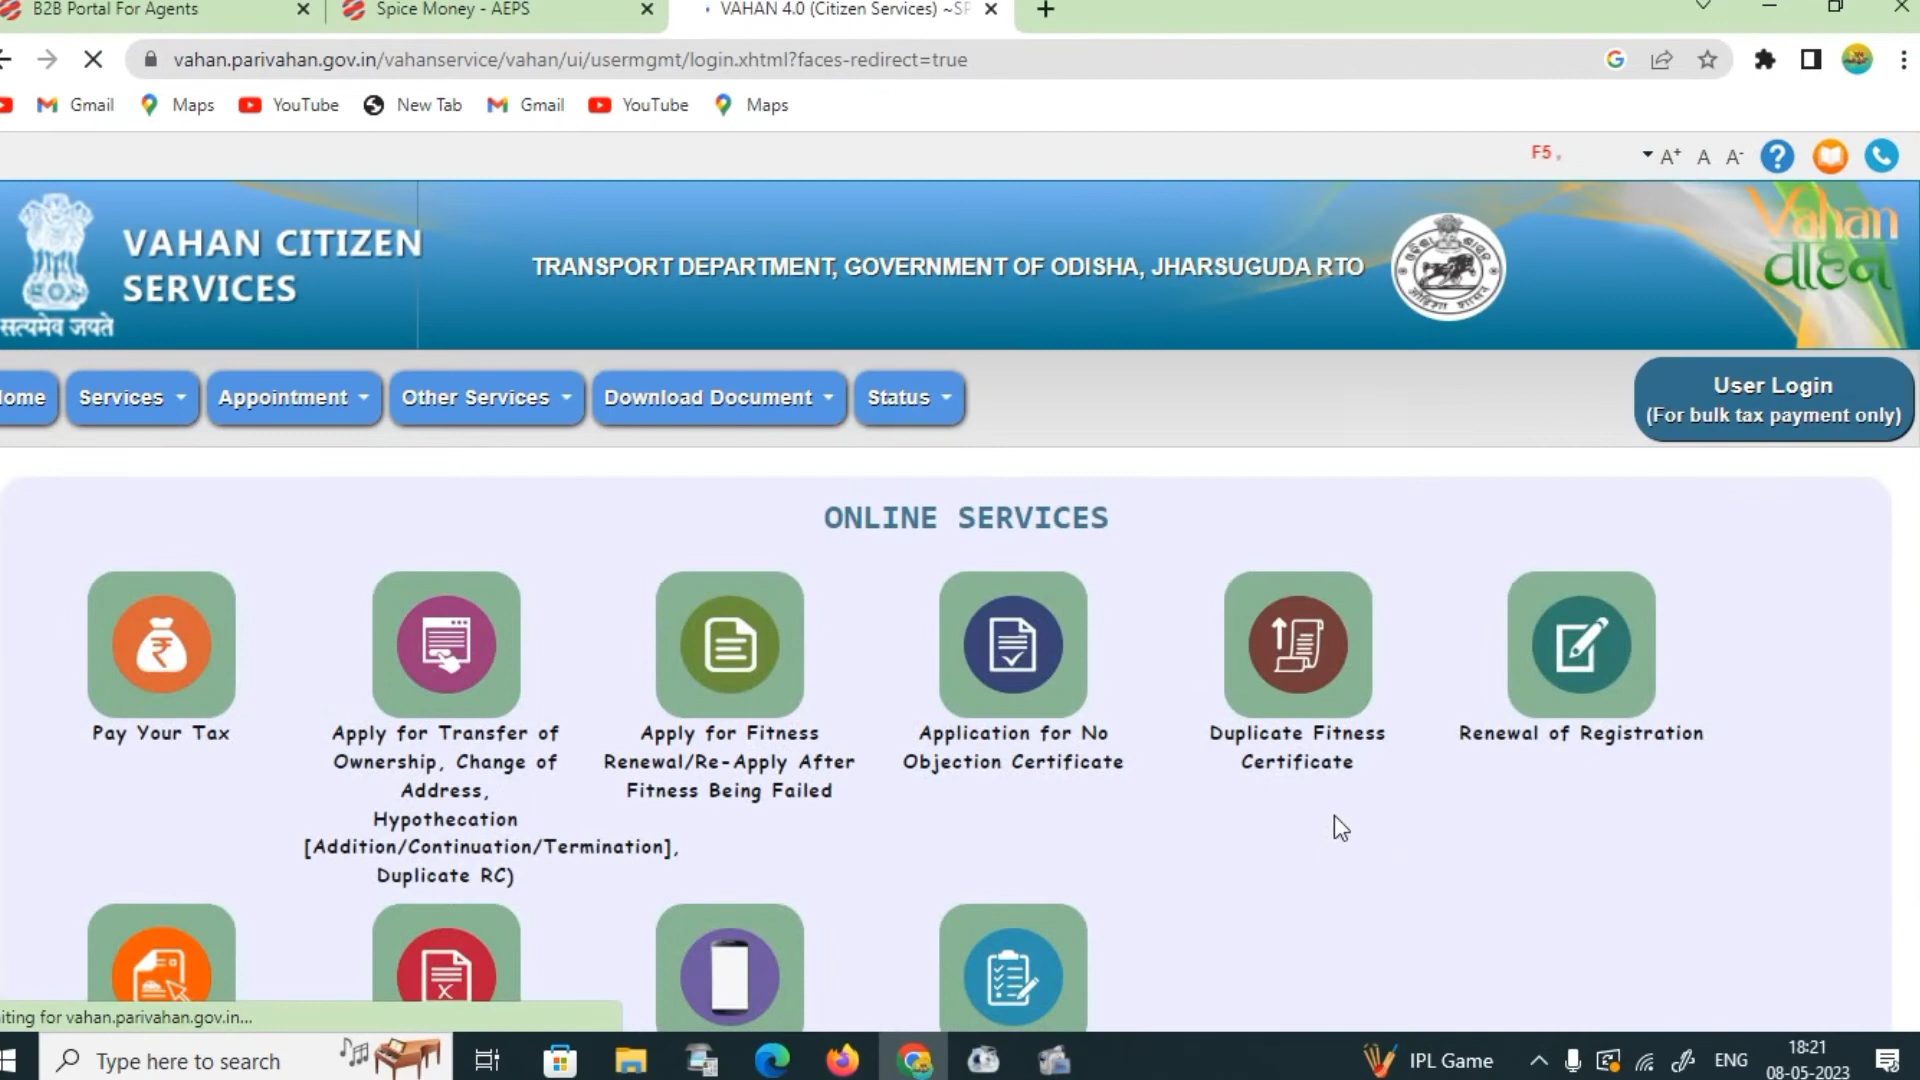 B2B Portal For Agents
Spice Money - AEPS
VAHAN 4.0 (Citizen Services) ~SP
vahan.parivahan.gov.in/vahanservice/vahan/ui/usermgmt/login.xhtml?faces-redirect=true
Gmail
Maps
YouTube
New Tab
Gmail
YouTube
Maps
F5 ,
A+ A A-
VAHAN CITIZEN
SERVICES
सत्यमेव जयते
TRANSPORT DEPARTMENT, GOVERNMENT OF ODISHA, JHARSUGUDA RTO
Vahan
वाहन
ome
Services
Appointment
Other Services
Download Document
Status
User Login
(For bulk tax payment only)
ONLINE SERVICES
Pay Your Tax
Apply for Transfer of
Ownership, Change of
Address,
Hypothecation
[Addition/Continuation/Termination],
Duplicate RC)
Apply for Fitness
Renewal/Re-Apply After
Fitness Being Failed
Application for No
Objection Certificate
Duplicate Fitness
Certificate
Renewal of Registration
iting for vahan.parivahan.gov.in...
Type here to search
IPL Game
ENG
18:21
08-05-2023